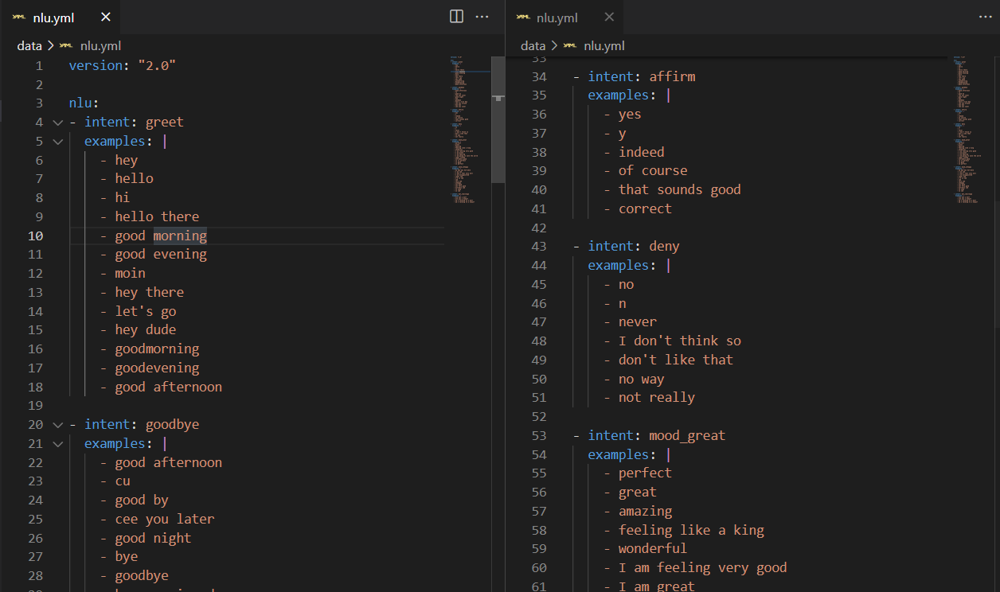 nlu.yml
data > nlu.yml
1 version: "2.0"
2
3 nlu:
4 - intent: greet
5 examples: |
6 - hey
7 - hello
8 - hi
9 - hello there
10 - good morning
11 - good evening
12 - moin
13 - hey there
14 - let's go
15 - hey dude
16 - goodmorning
17 - goodevening
18 - good afternoon
19
20 - intent: goodbye
21 examples: |
22 - good afternoon
23 - cu
24 - good by
25 - cee you later
26 - good night
27 - bye
28 - goodbye
nlu.yml
data > nlu.yml
33
34 - intent: affirm
35 examples: |
36 - yes
37 - y
38 - indeed
39 - of course
40 - that sounds good
41 - correct
42
43 - intent: deny
44 examples: |
45 - no
46 - n
47 - never
48 - I don't think so
49 - don't like that
50 - no way
51 - not really
52
53 - intent: mood_great
54 examples: |
55 - perfect
56 - great
57 - amazing
58 - feeling like a king
59 - wonderful
60 - I am feeling very good
61 - I am great